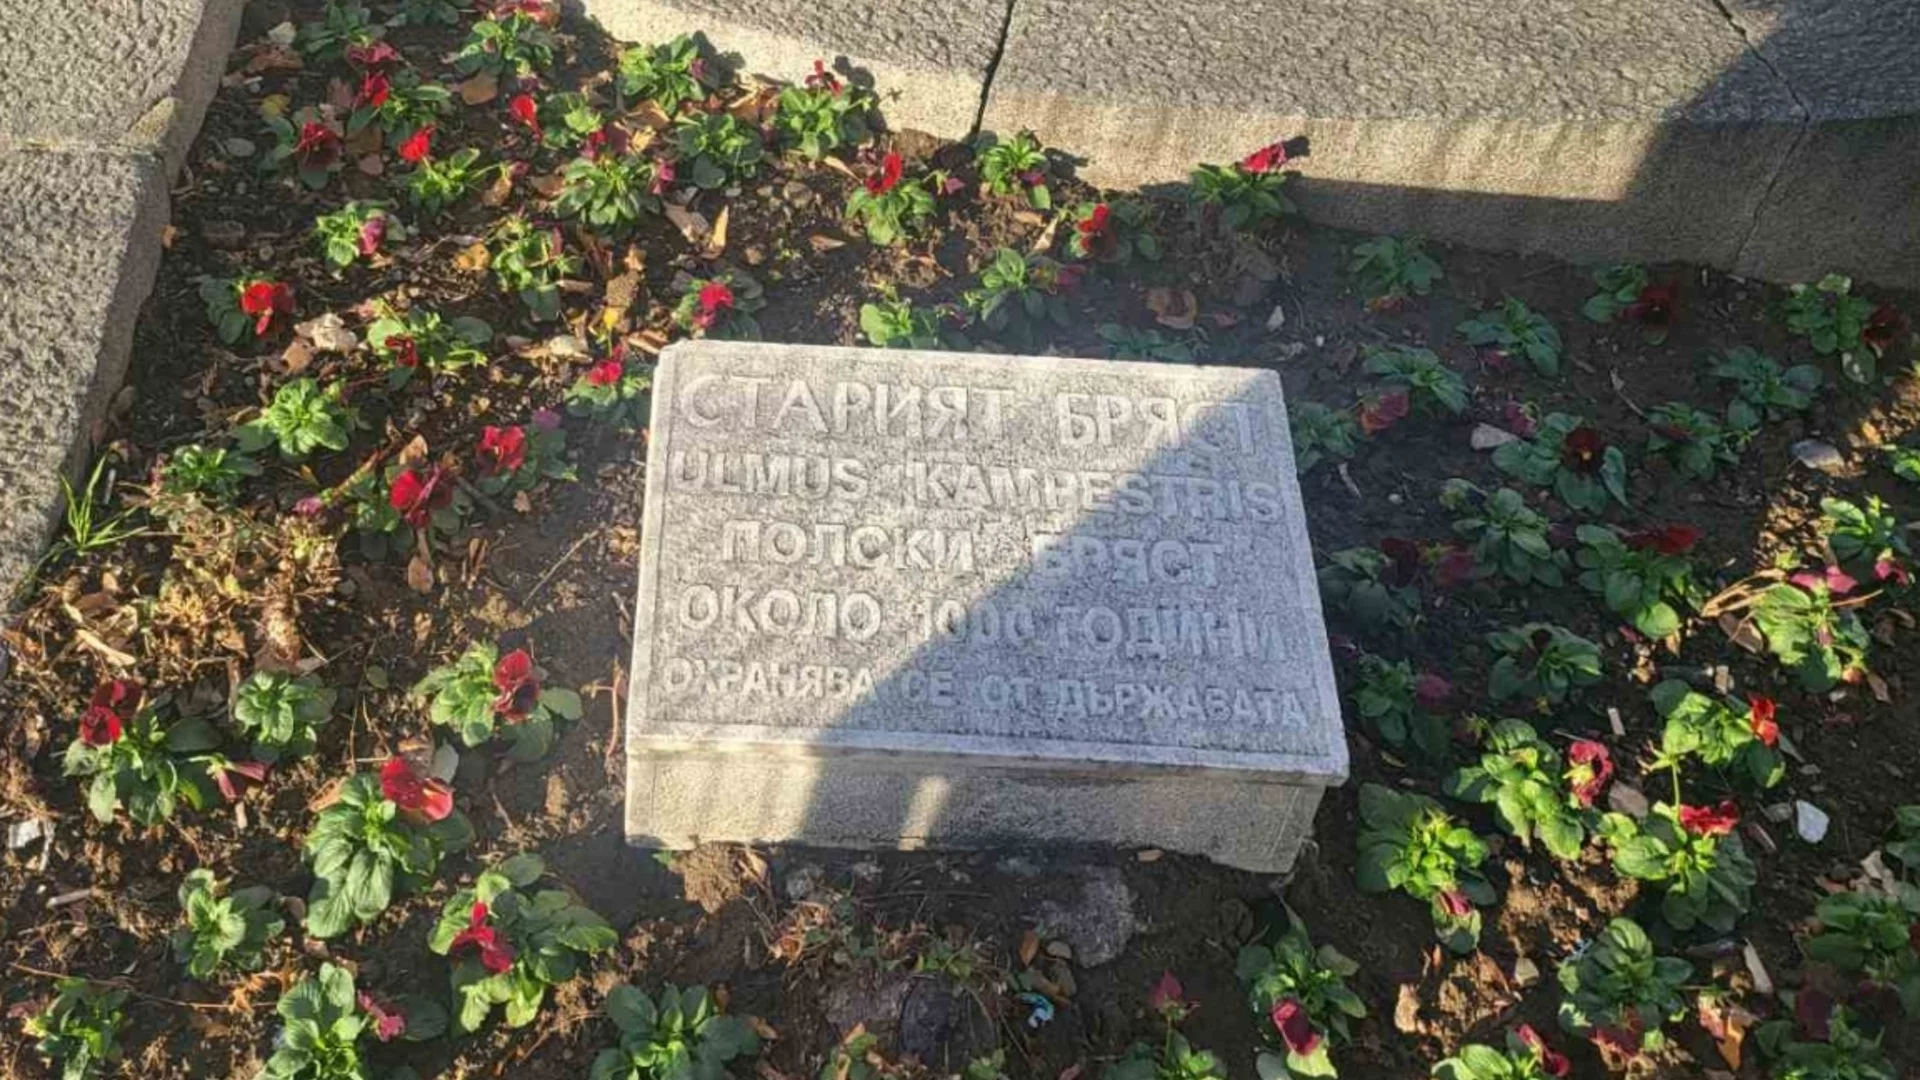 СТАРИЯТ БРЯСТ
ULMUS KAMPESTRIS
ПОЛСКИ БРЯСТ
ОКОЛО 1000 ГОДИНИ
ОХРАНЯВА СЕ ОТ ДЪРЖАВАТА